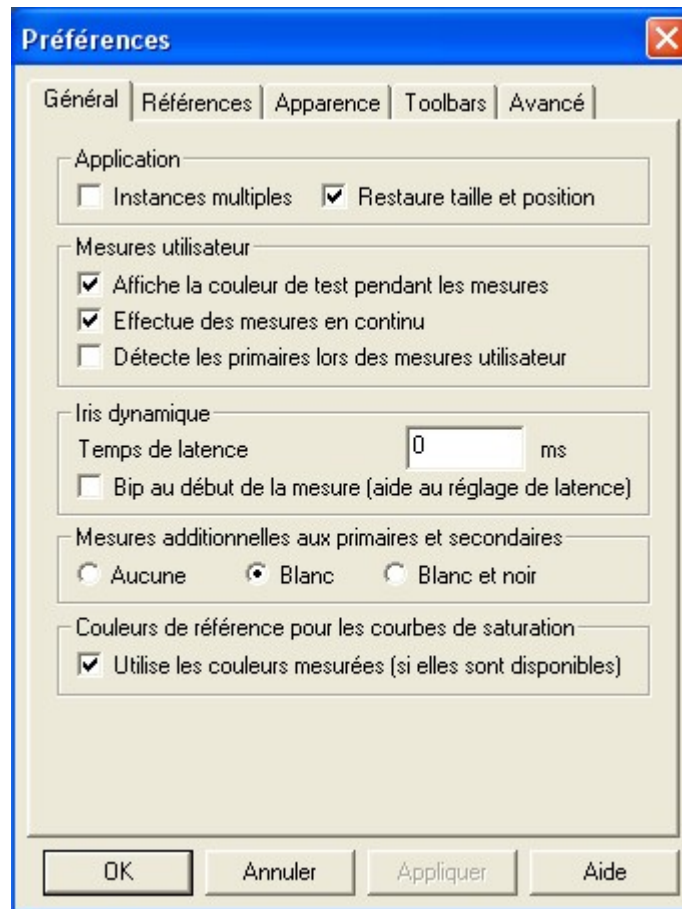 Préférences
Général Références Apparence Toolbars Avancé
Application
Instances multiples Restaure taille et position
Mesures utilisateur
Affiche la couleur de test pendant les mesures
Effectue des mesures en continu
Détecte les primaires lors des mesures utilisateur
Iris dynamique
Temps de latence 0 ms
Bip au début de la mesure (aide au réglage de latence)
Mesures additionnelles aux primaires et secondaires
Aucune Blanc Blanc et noir
Couleurs de référence pour les courbes de saturation
Utilise les couleurs mesurées (si elles sont disponibles)
OK Annuler Appliquer Aide